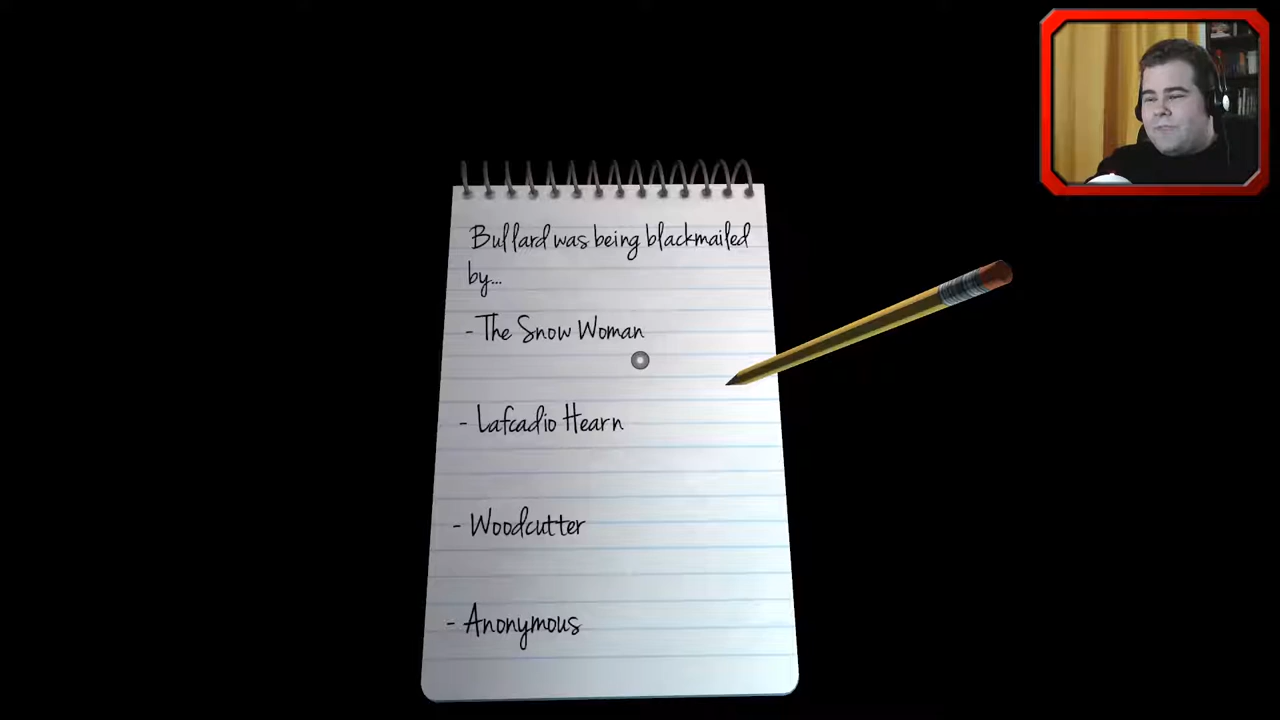 Bullard was being blackmailed
by...
- The Snow Woman
- Lafcadio Hearn
- Woodcutter
- Anonymous